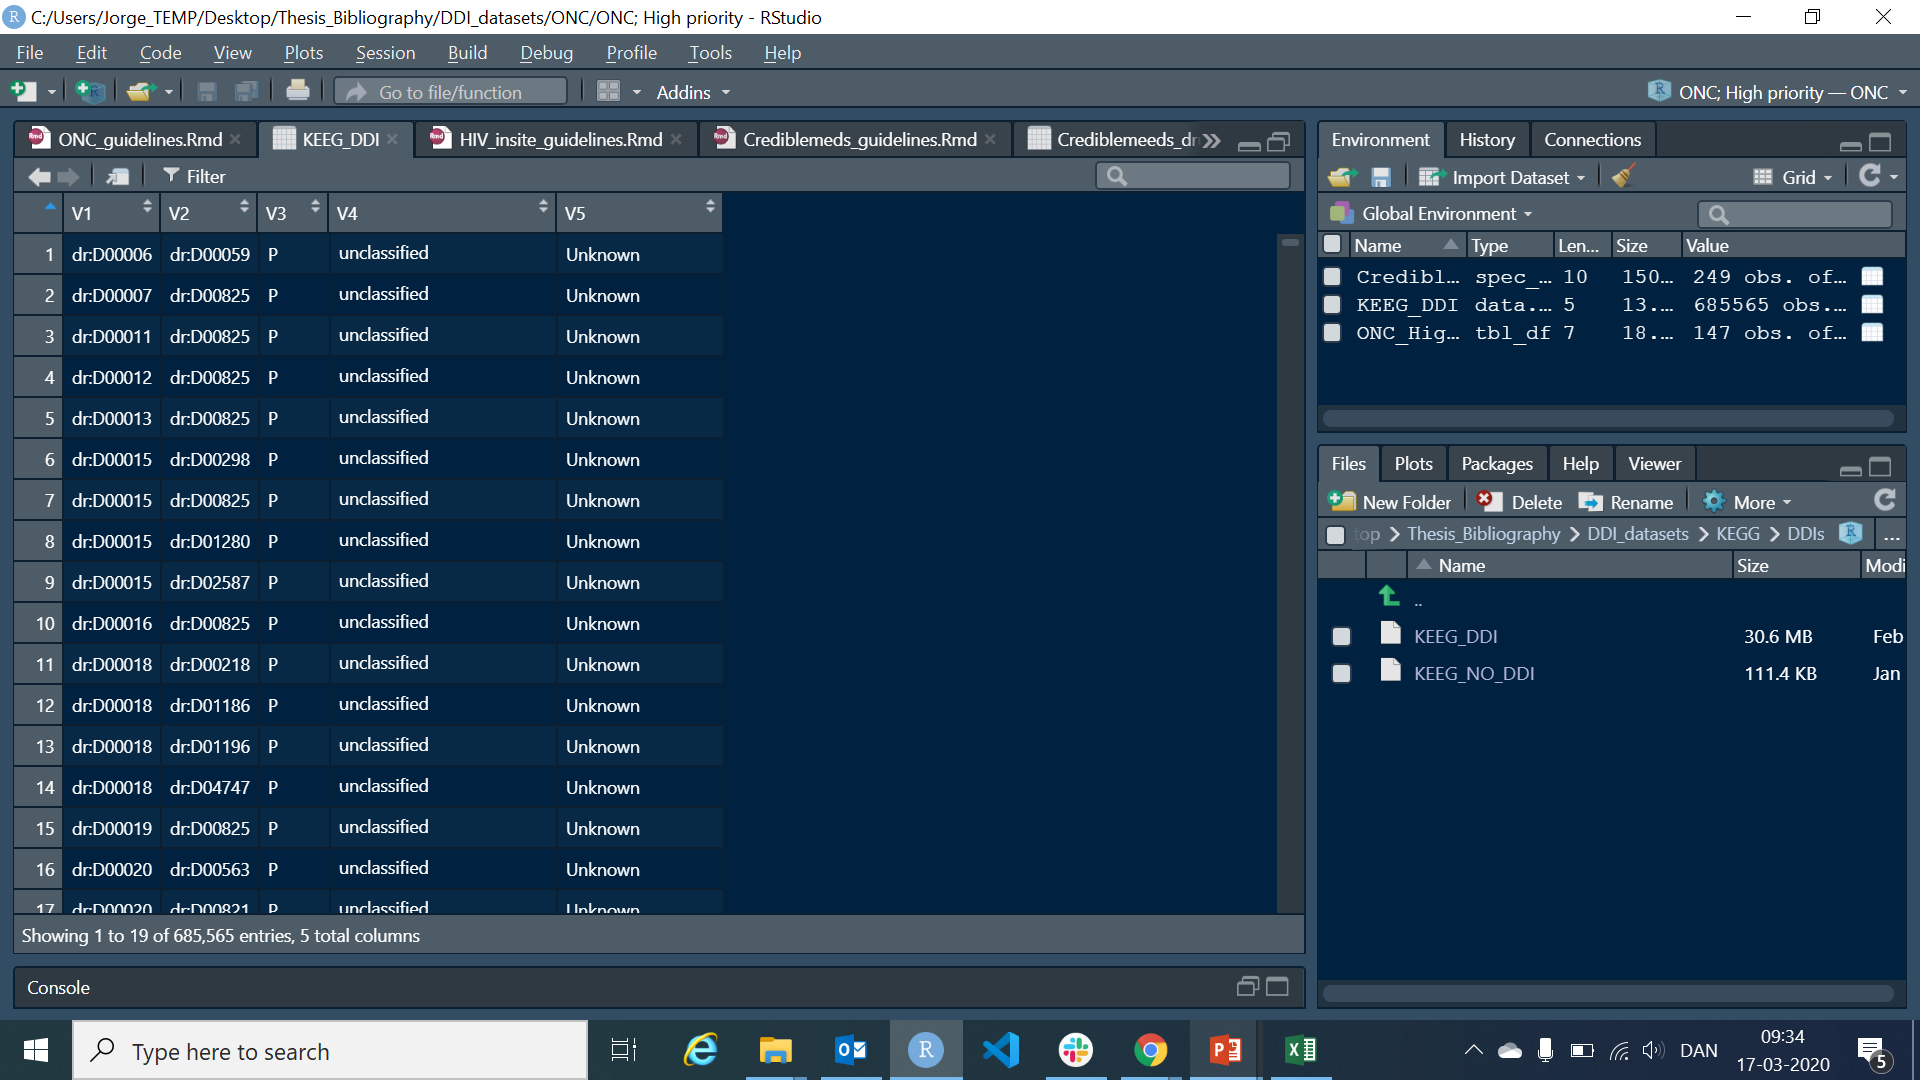 C:/Users/Jorge_TEMP/Desktop/Thesis_Bibliography/DDI_datasets/ONC/ONC; High priority - RStudio
File Edit Code View Plots Session Build Debug Profile Tools Help
Go to file/function Addins ONC; High priority — ONC
ONC_guidelines.Rmd KEEG_DDI HIV_insite_guidelines.Rmd Crediblemeds_guidelines.Rmd Crediblemeeds_dr
Filter
V1 V2 V3 V4 V5
1 dr:D00006 dr:D00059 P unclassified Unknown
2 dr:D00007 dr:D00825 P unclassified Unknown
3 dr:D00011 dr:D00825 P unclassified Unknown
4 dr:D00012 dr:D00825 P unclassified Unknown
5 dr:D00013 dr:D00825 P unclassified Unknown
6 dr:D00015 dr:D00298 P unclassified Unknown
7 dr:D00015 dr:D00825 P unclassified Unknown
8 dr:D00015 dr:D01280 P unclassified Unknown
9 dr:D00015 dr:D02587 P unclassified Unknown
10 dr:D00016 dr:D00825 P unclassified Unknown
11 dr:D00018 dr:D00218 P unclassified Unknown
12 dr:D00018 dr:D01186 P unclassified Unknown
13 dr:D00018 dr:D01196 P unclassified Unknown
14 dr:D00018 dr:D04747 P unclassified Unknown
15 dr:D00019 dr:D00825 P unclassified Unknown
16 dr:D00020 dr:D00563 P unclassified Unknown
17 dr:D00020 dr:D00821 P unclassified Unknown
Showing 1 to 19 of 685,565 entries, 5 total columns
Console
Environment History Connections
Import Dataset Grid
Global Environment
Name Type Len... Size Value
Credibl... spec_... 10 150... 249 obs. of...
KEEG_DDI data.... 5 13.... 685565 obs....
ONC_Hig... tbl_df 7 18.... 147 obs. of...
Files Plots Packages Help Viewer
New Folder Delete Rename More
top Thesis_Bibliography DDI_datasets KEGG DDIs ...
Name Size Modi
..
KEEG_DDI 30.6 MB Feb
KEEG_NO_DDI 111.4 KB Jan
Type here to search
DAN 09:34
17-03-2020
5